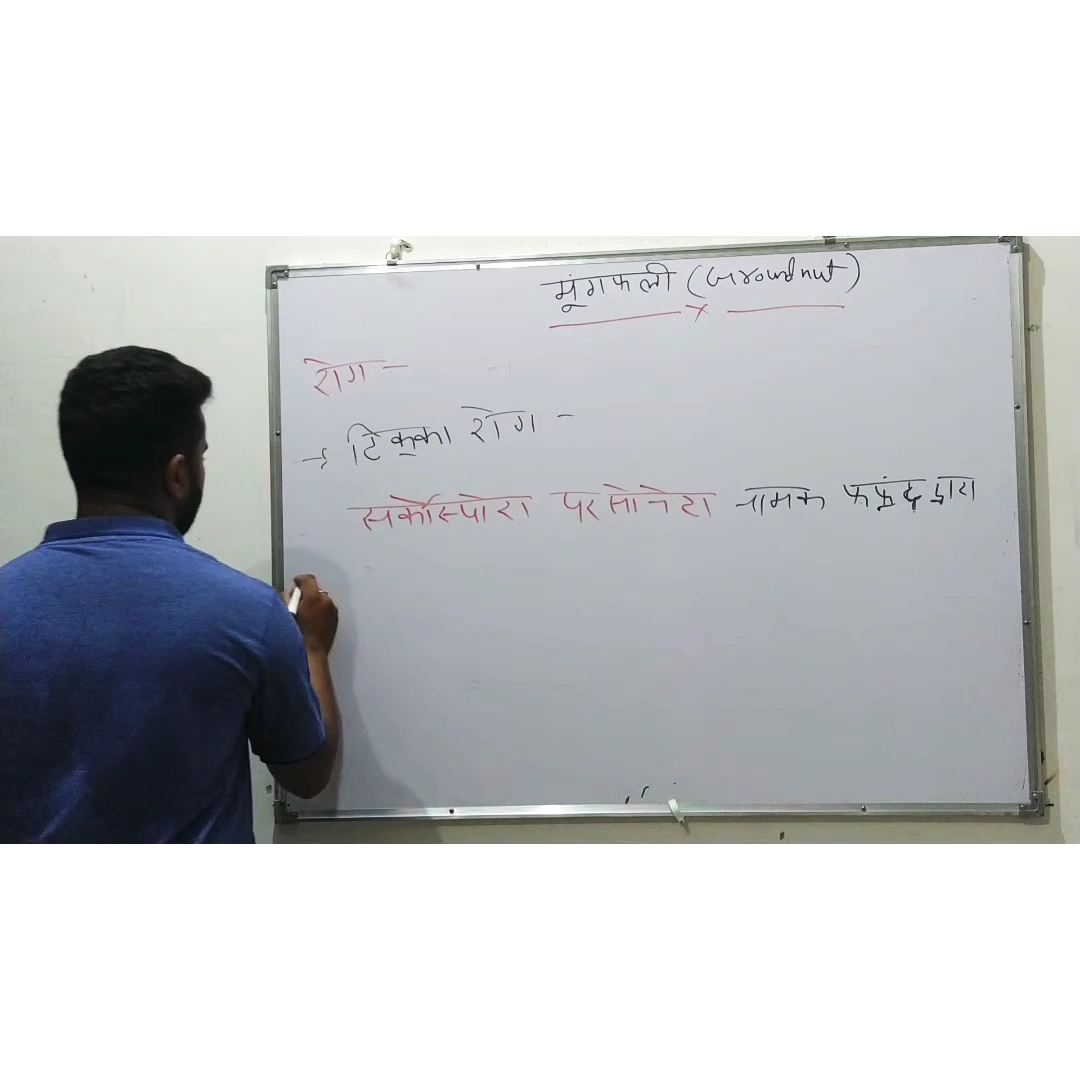 मूंगफली (Groundnut)
रोग -
→ टिक्का रोग -
सर्कोस्पोरा परसोनेटा नामक फफूंद द्वारा